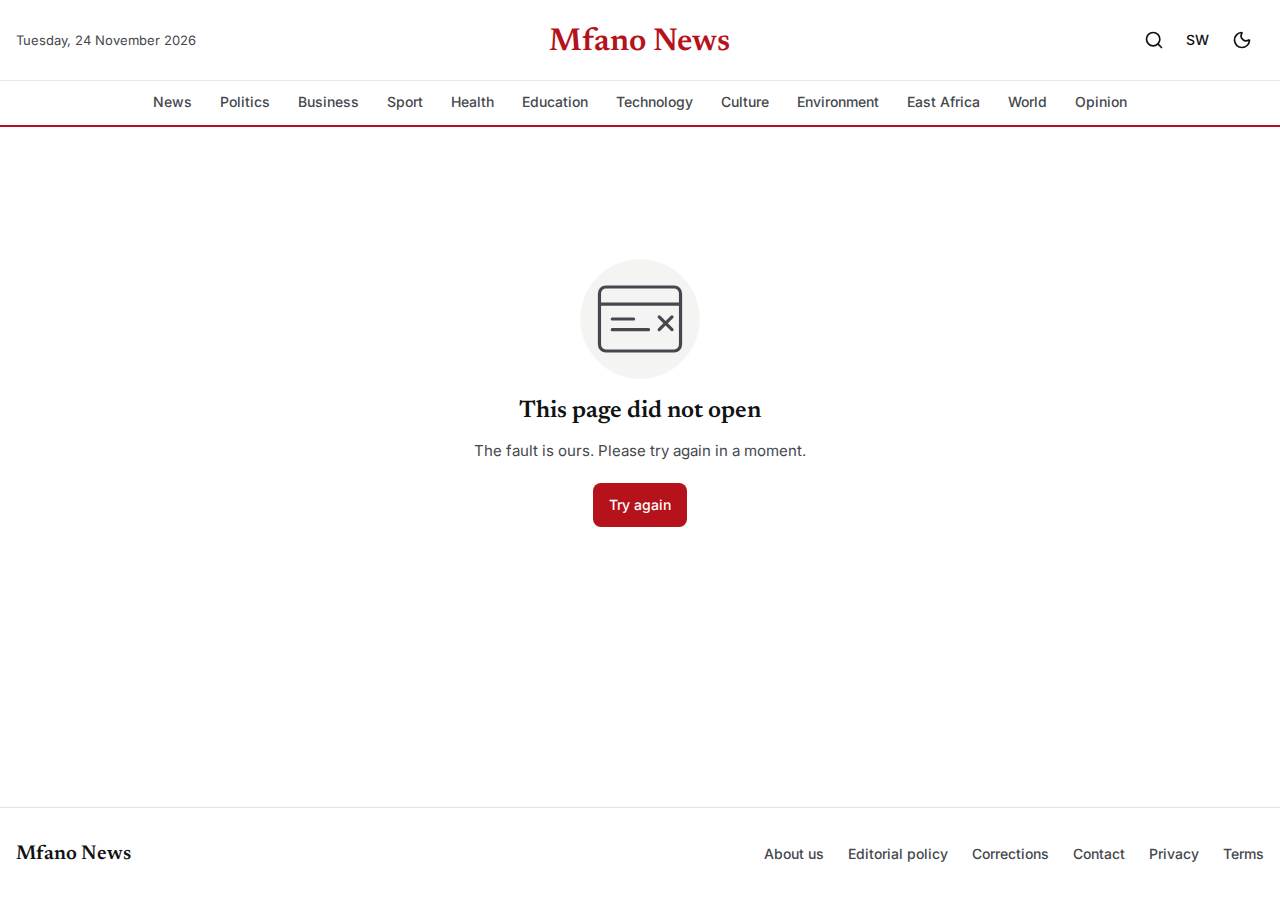 Tuesday, 24 November 2026
Mfano News
SW
News Politics Business Sport Health Education Technology Culture Environment East Africa World Opinion
This page did not open
The fault is ours. Please try again in a moment.
Try again
Mfano News
About us Editorial policy Corrections Contact Privacy Terms